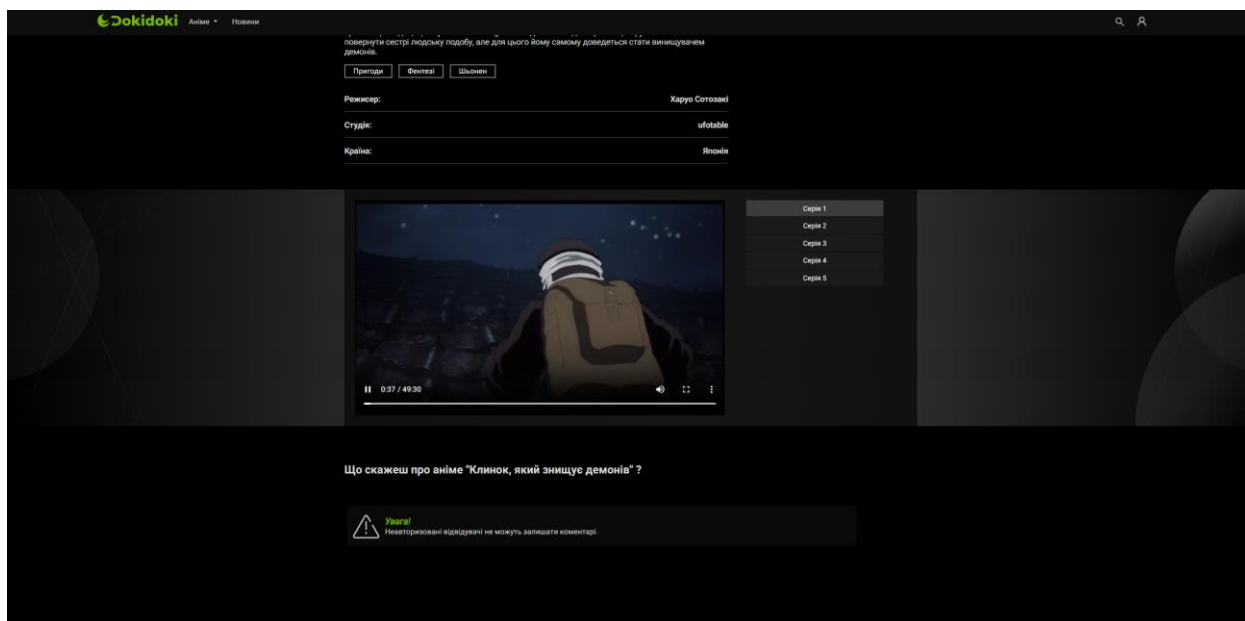 Dokidoki Аніме Новини
повернути сестрі людську подобу, але для цього йому самому доведеться стати винищувачем
демонів.
Пригоди Фентезі Шьонен
Режисер: Харуо Сотозакі
Студія: ufotable
Країна: Японія
Серія 1
Серія 2
Серія 3
Серія 4
Серія 5
0:37 / 49:30
Що скажеш про аніме "Клинок, який знищує демонів" ?
Увага!
Неавторизовані відвідувачі не можуть залишати коментарі.